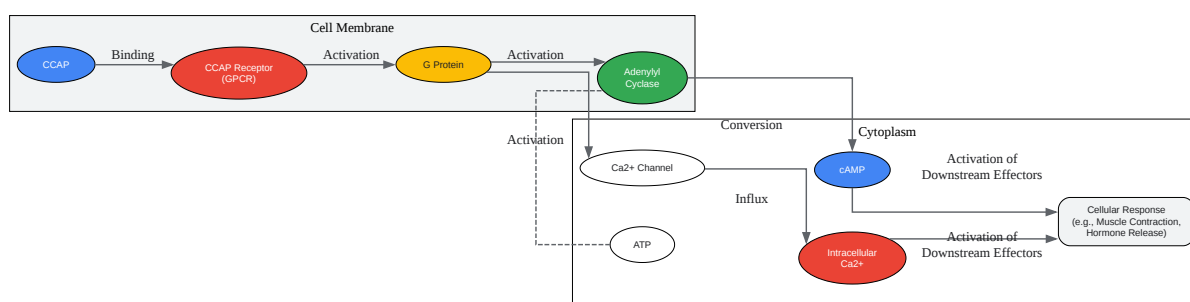 Cell Membrane
CCAP
Binding
CCAP Receptor
(GPCR)
Activation
G Protein
Activation
Adenylyl
Cyclase
Activation
Conversion
Cytoplasm
Ca2+ Channel
cAMP
Activation of
Downstream Effectors
Influx
Cellular Response
(e.g., Muscle Contraction,
Hormone Release)
ATP
Intracellular
Ca2+
Activation of
Downstream Effectors